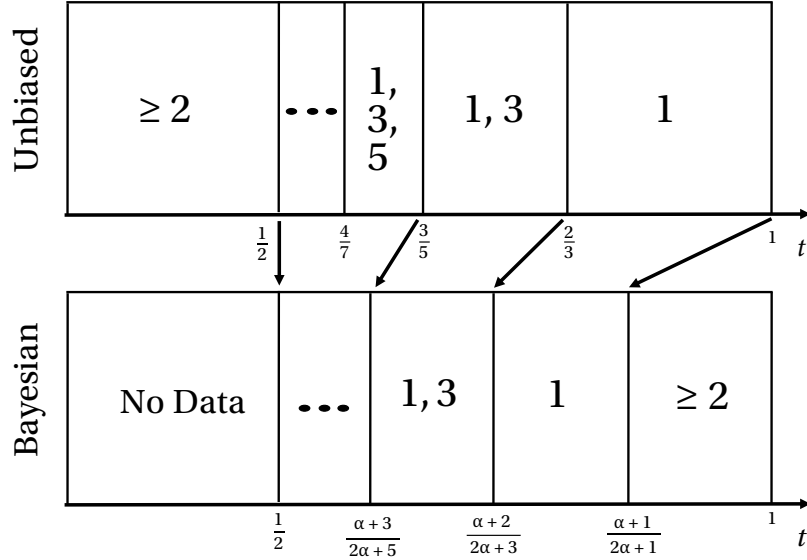 Unbiased
≥ 2
•••
1,
3,
5
1, 3
1
1/2
4/7
3/5
2/3
1
t
Bayesian
No Data
•••
1, 3
1
≥ 2
1/2
α + 3/2α + 5
α + 2/2α + 3
α + 1/2α + 1
1
t